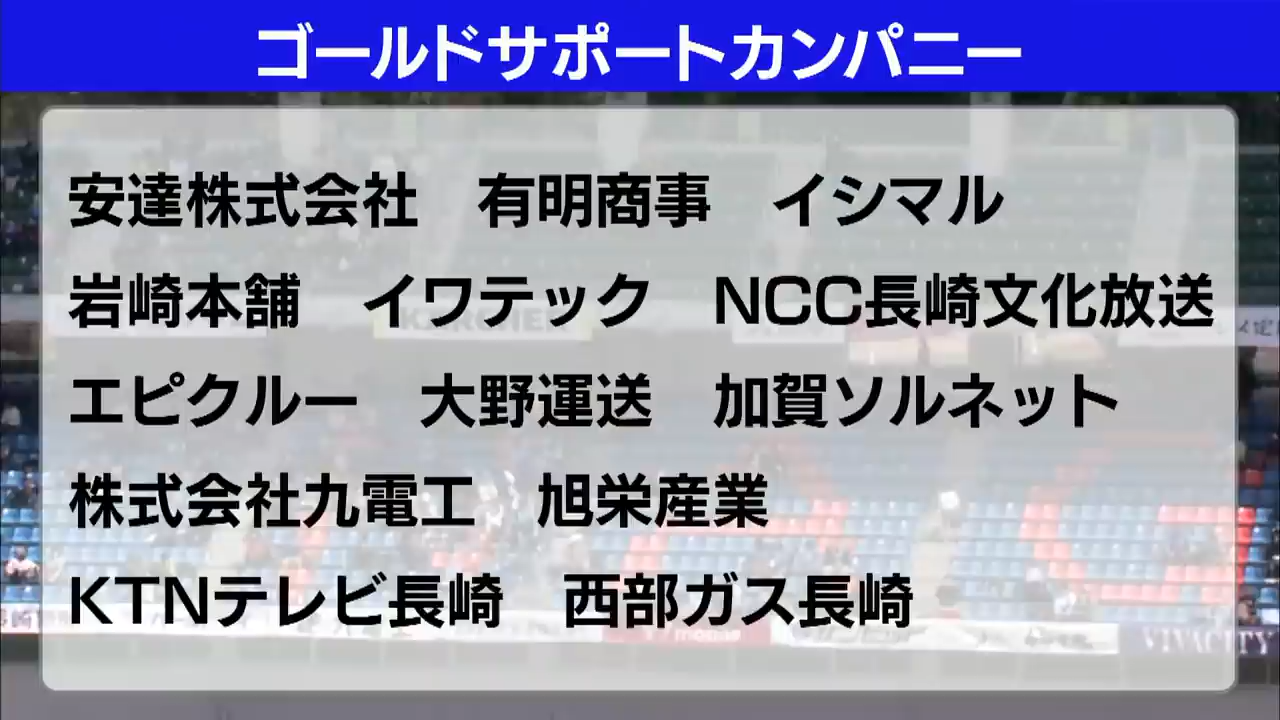 ゴールドサポートカンパニー
安達株式会社　有明商事　イシマル
岩崎本舗　イワテック　NCC長崎文化放送
エピクルー　大野運送　加賀ソルネット
株式会社九電工　旭栄産業
KTNテレビ長崎　西部ガス長崎
KÄRCHER
VIVACITY